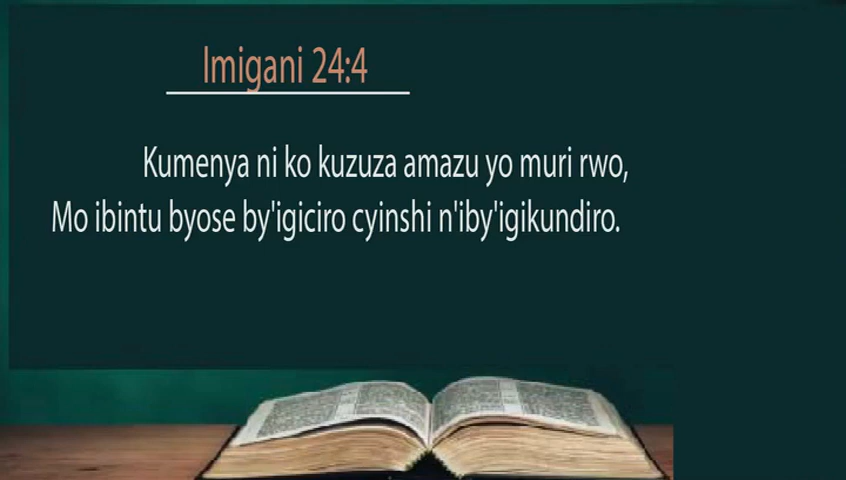 Imigani 24:4
Kumenya ni ko kuzuza amazu yo muri rwo,
Mo ibintu byose by'igiciro cyinshi n'iby'igikundiro.